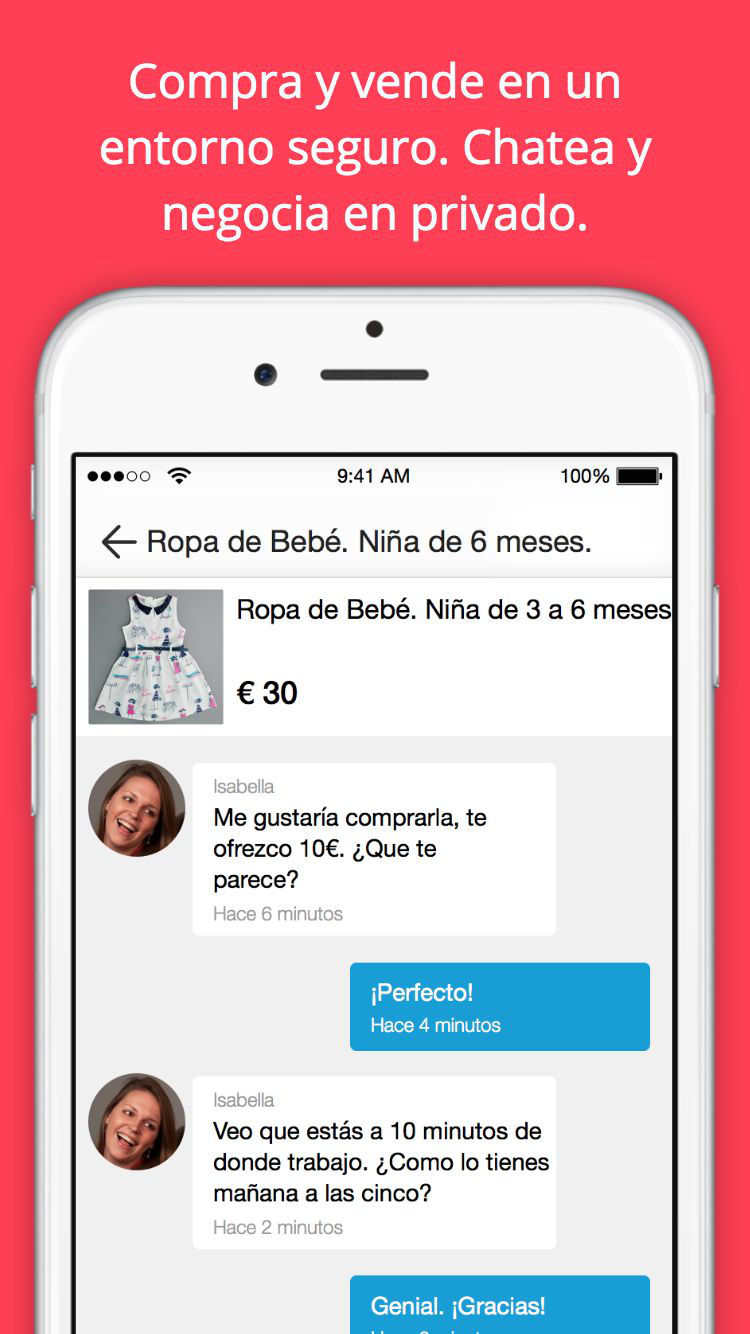 Compra y vende en un
entorno seguro. Chatea y
negocia en privado.
9:41 AM
100%
Ropa de Bebé. Niña de 6 meses.
Ropa de Bebé. Niña de 3 a 6 meses
€ 30
Isabella
Me gustaría comprarla, te
ofrezco 10€. ¿Que te
parece?
Hace 6 minutos
¡Perfecto!
Hace 4 minutos
Isabella
Veo que estás a 10 minutos de
donde trabajo. ¿Como lo tienes
mañana a las cinco?
Hace 2 minutos
Genial. ¡Gracias!